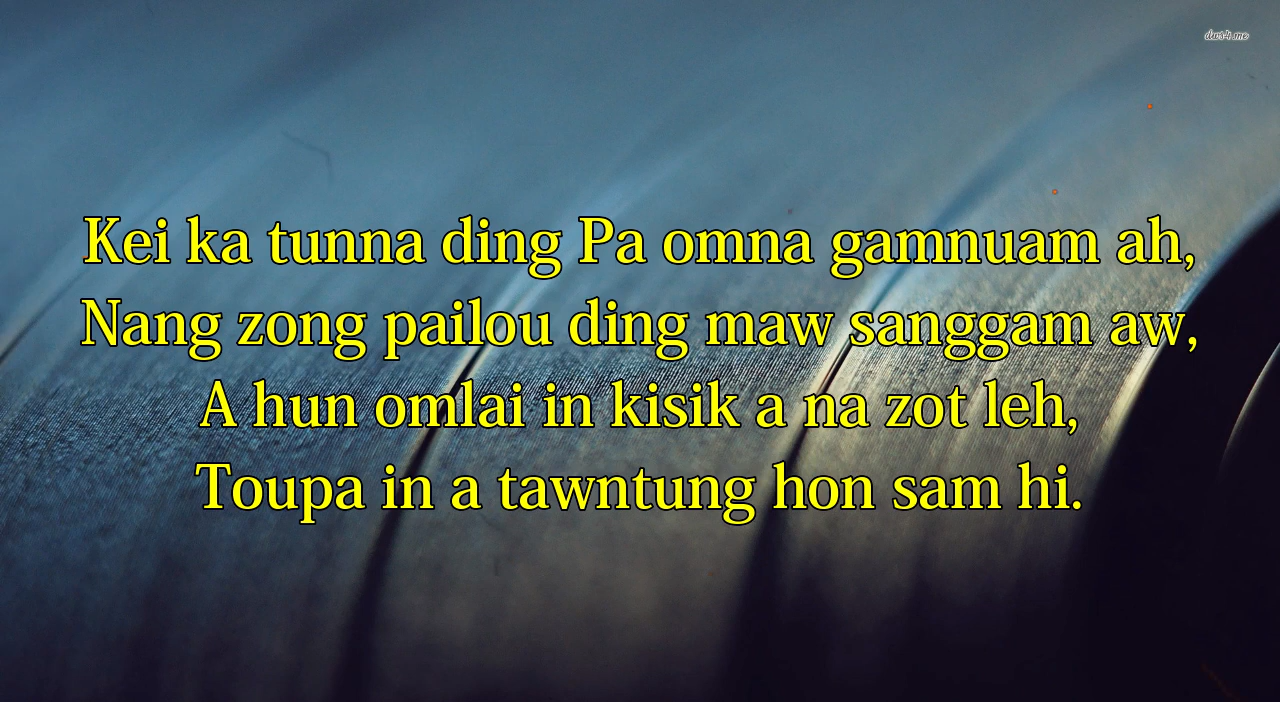 Kei ka tunna ding Pa omna gamnuam ah,
Nang zong pailou ding maw sanggam aw,
A hun omlai in kisik a na zot leh,
Toupa in a tawntung hon sam hi.